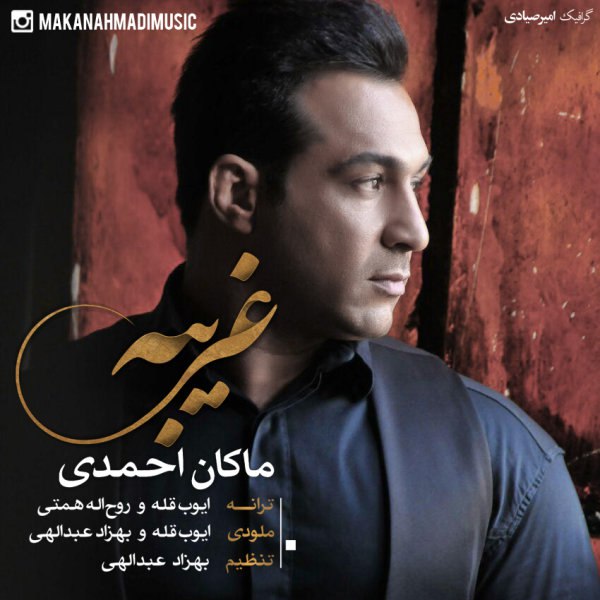 MAKANAHMADIMUSIC
گرافیک امیرصیادی
غریبه
ماکان احمدی
ترانـــه ایوب قله و روح‌اله همتی
ملودی ایوب قله و بهزاد عبدالهی
تنظیم بهزاد عبدالهی